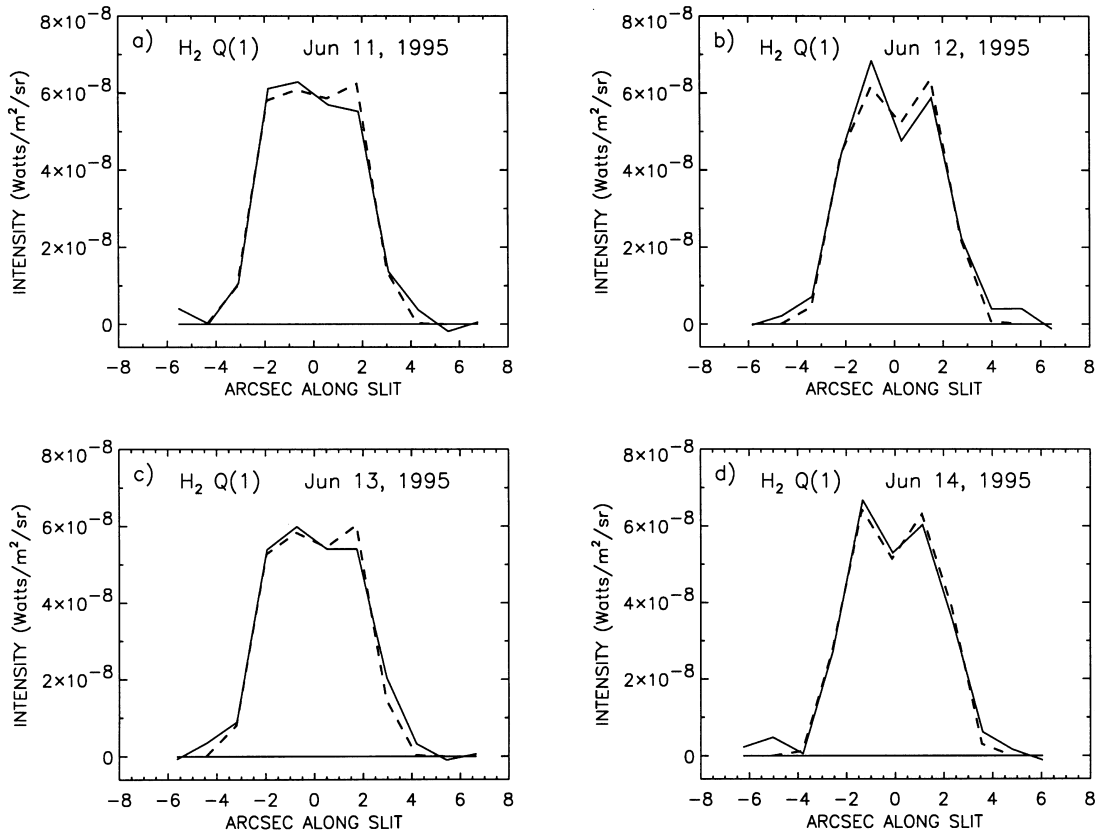 a) H₂ Q(1) Jun 11, 1995
8×10⁻⁸
6×10⁻⁸
4×10⁻⁸
2×10⁻⁸
0
INTENSITY (Watts/m²/sr)
-8 -6 -4 -2 0 2 4 6 8
ARCSEC ALONG SLIT
b) H₂ Q(1) Jun 12, 1995
8×10⁻⁸
6×10⁻⁸
4×10⁻⁸
2×10⁻⁸
0
INTENSITY (Watts/m²/sr)
-8 -6 -4 -2 0 2 4 6 8
ARCSEC ALONG SLIT
c) H₂ Q(1) Jun 13, 1995
8×10⁻⁸
6×10⁻⁸
4×10⁻⁸
2×10⁻⁸
0
INTENSITY (Watts/m²/sr)
-8 -6 -4 -2 0 2 4 6 8
ARCSEC ALONG SLIT
d) H₂ Q(1) Jun 14, 1995
8×10⁻⁸
6×10⁻⁸
4×10⁻⁸
2×10⁻⁸
0
INTENSITY (Watts/m²/sr)
-8 -6 -4 -2 0 2 4 6 8
ARCSEC ALONG SLIT